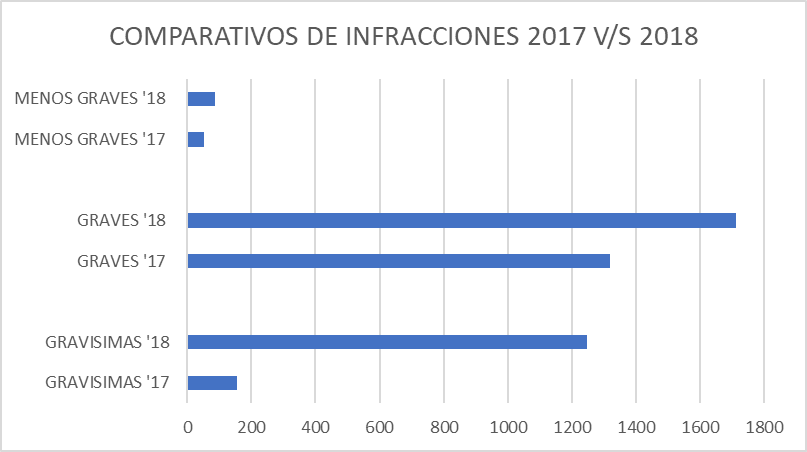 COMPARATIVOS DE INFRACCIONES 2017 V/S 2018
MENOS GRAVES '18
MENOS GRAVES '17
GRAVES '18
GRAVES '17
GRAVISIMAS '18
GRAVISIMAS '17
0 200 400 600 800 1000 1200 1400 1600 1800